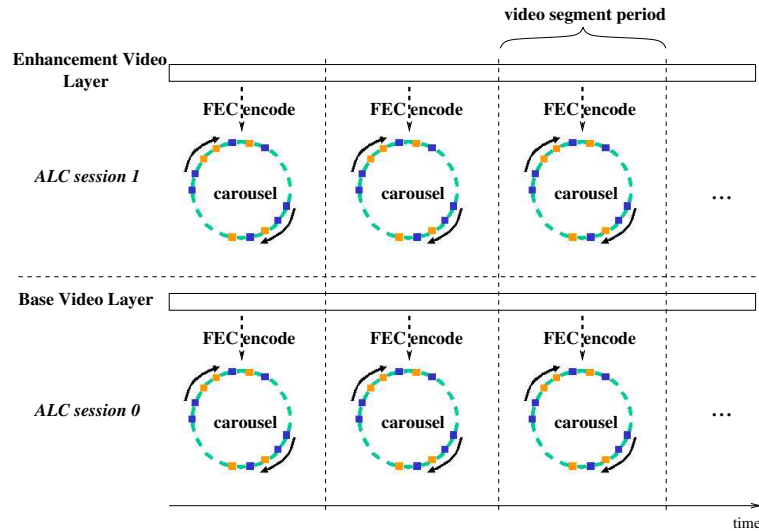 video segment period
Enhancement Video
Layer
FEC encode FEC encode FEC encode
ALC session 1
carousel carousel carousel
...
Base Video Layer
FEC encode FEC encode FEC encode
ALC session 0
carousel carousel carousel
...
time